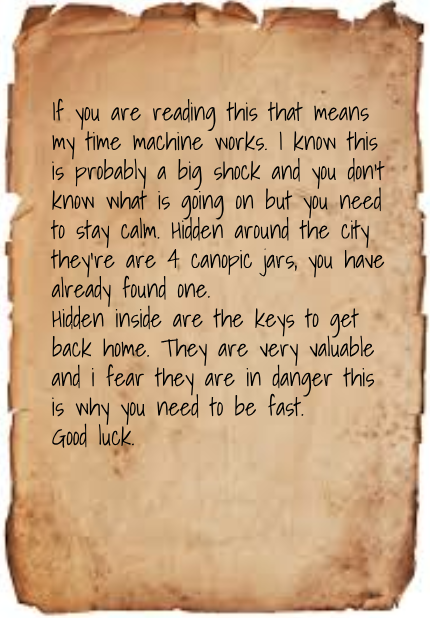 If you are reading this that means
my time machine works. I know this
is probably a big shock and you don't
know what is going on but you need
to stay calm. Hidden around the city
they're are 4 canopic jars, you have
already found one.
Hidden inside are the keys to get
back home. They are very valuable
and i fear they are in danger this
is why you need to be fast.
Good luck.